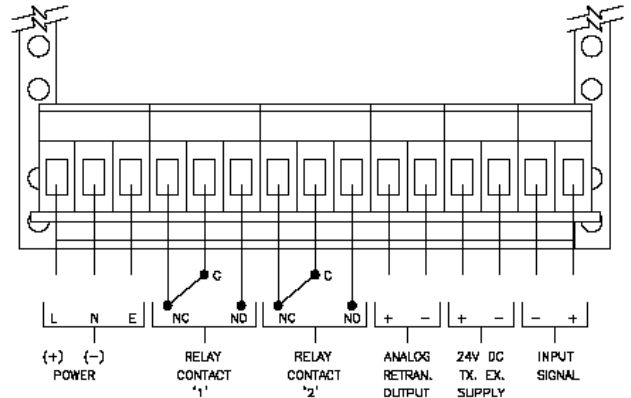 C C
L N E NC NO NC NO + − + − − +
(+) (−) POWER
RELAY CONTACT '1'
RELAY CONTACT '2'
ANALOG RETRAN. OUTPUT
24V DC TX. EX. SUPPLY
INPUT SIGNAL